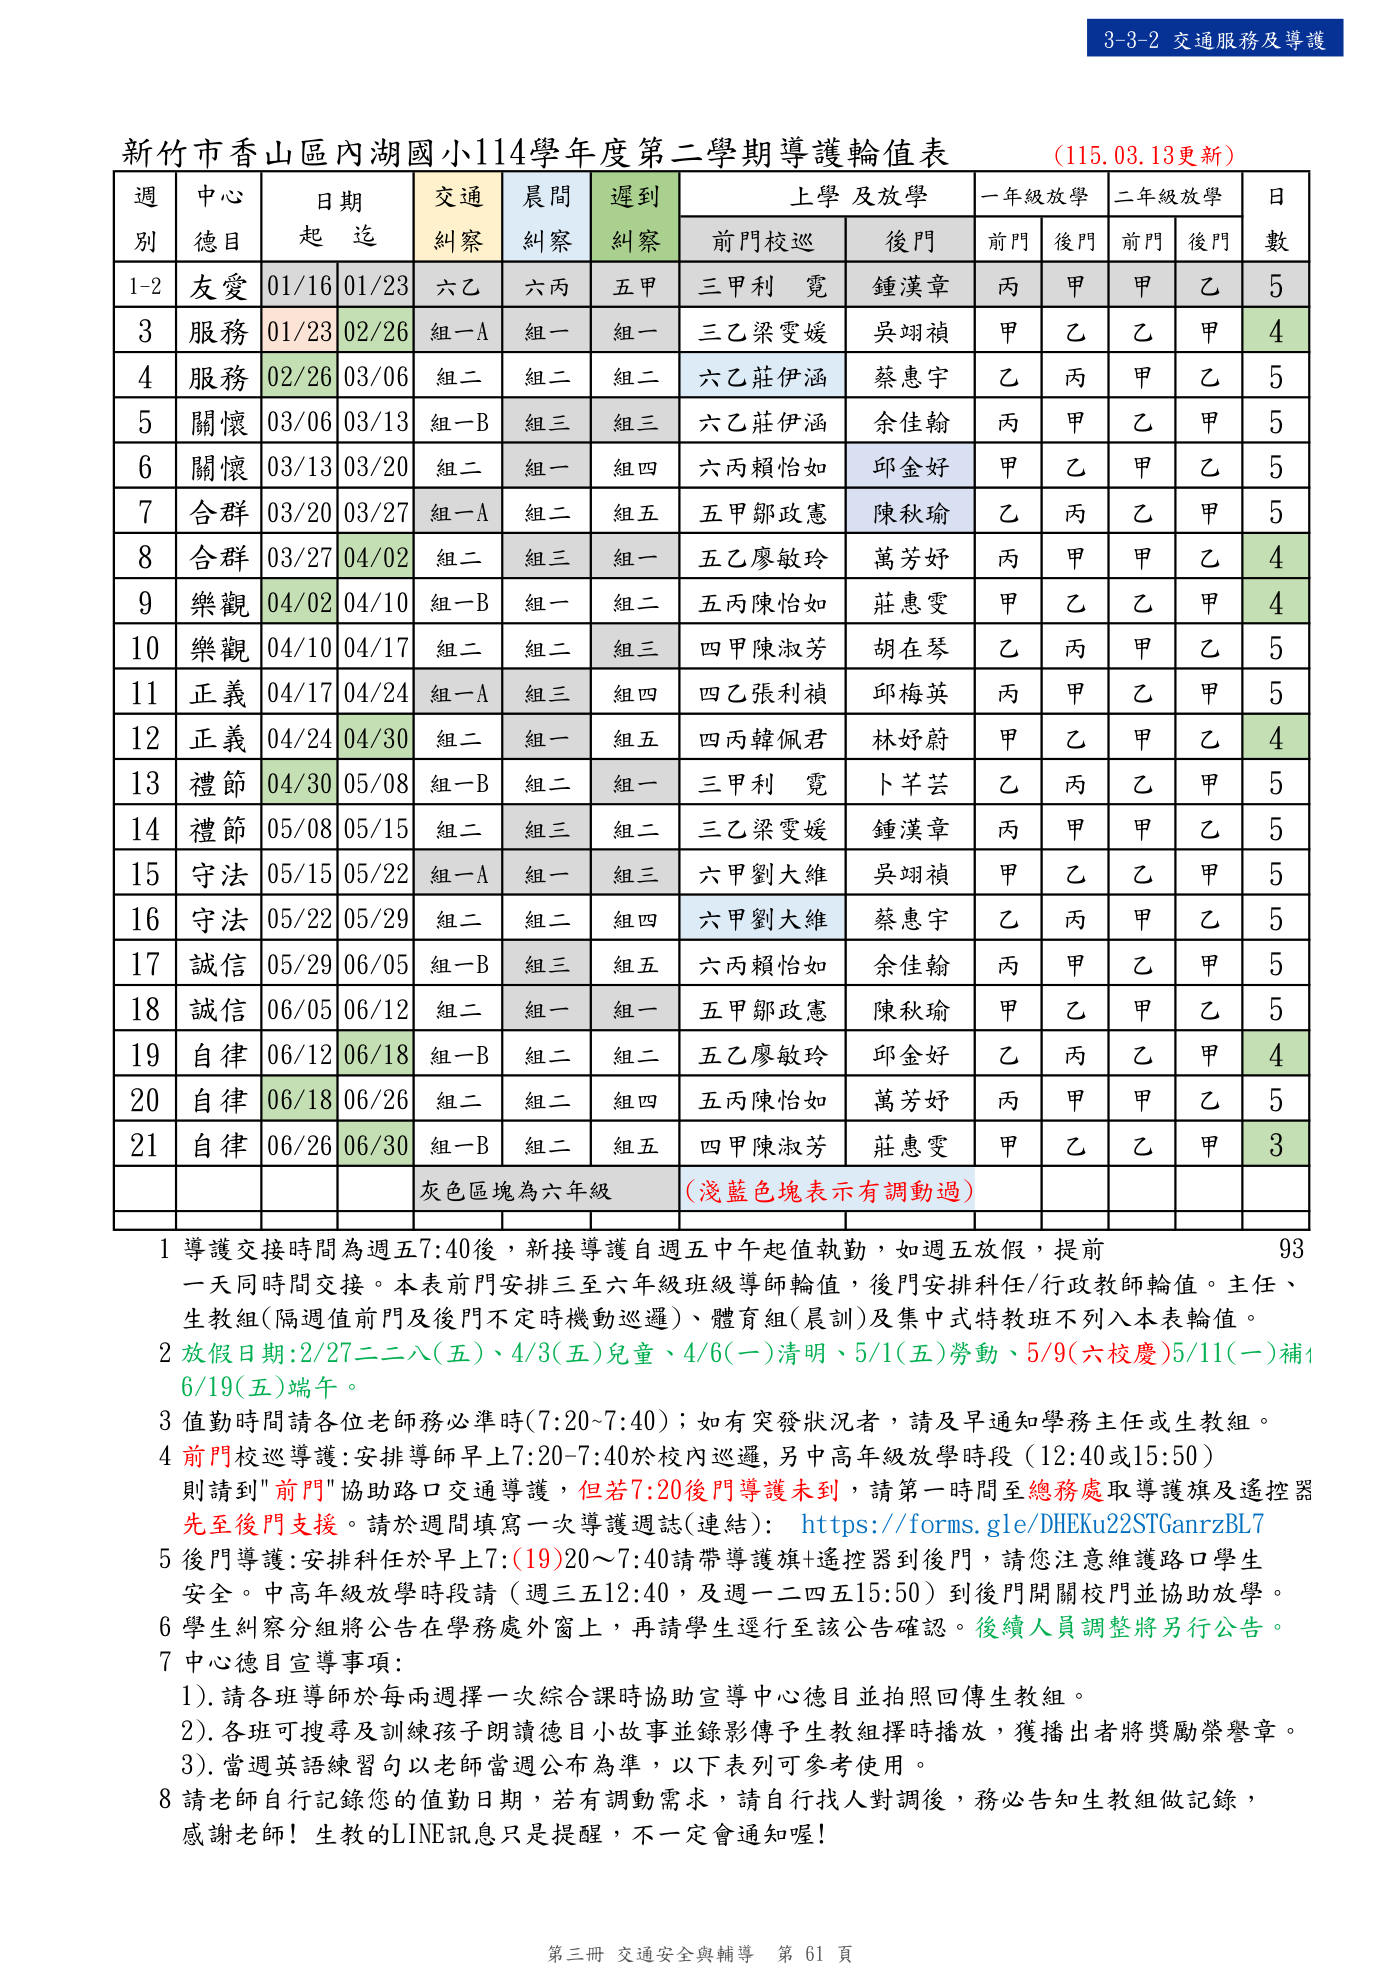 3-3-2 交通服務及導護
新竹市香山區內湖國小114學年度第二學期導護輪值表 (115.03.13更新)
週別 中心德目 日期起 迄 交通糾察 晨間糾察 遲到糾察 上學 及放學 一年級放學 二年級放學 日數
前門校巡 後門 前門 後門 前門 後門
1-2 友愛 01/16 01/23 六乙 六丙 五甲 三甲利 霓 鍾漢章 丙 甲 甲 乙 5
3 服務 01/23 02/26 組一A 組一 組一 三乙梁雯媛 吳翊禎 甲 乙 乙 甲 4
4 服務 02/26 03/06 組二 組二 組二 六乙莊伊涵 蔡惠宇 乙 丙 甲 乙 5
5 關懷 03/06 03/13 組一B 組三 組三 六乙莊伊涵 余佳翰 丙 甲 乙 甲 5
6 關懷 03/13 03/20 組二 組一 組四 六丙賴怡如 邱金好 甲 乙 甲 乙 5
7 合群 03/20 03/27 組一A 組二 組五 五甲鄒政憲 陳秋瑜 乙 丙 乙 甲 5
8 合群 03/27 04/02 組二 組三 組一 五乙廖敏玲 萬芳妤 丙 甲 甲 乙 4
9 樂觀 04/02 04/10 組一B 組一 組二 五丙陳怡如 莊惠雯 甲 乙 乙 甲 4
10 樂觀 04/10 04/17 組二 組二 組三 四甲陳淑芳 胡在琴 乙 丙 甲 乙 5
11 正義 04/17 04/24 組一A 組三 組四 四乙張利禎 邱梅英 丙 甲 乙 甲 5
12 正義 04/24 04/30 組二 組一 組五 四丙韓佩君 林妤蔚 甲 乙 甲 乙 4
13 禮節 04/30 05/08 組一B 組二 組一 三甲利 霓 卜芊芸 乙 丙 乙 甲 5
14 禮節 05/08 05/15 組二 組三 組二 三乙梁雯媛 鍾漢章 丙 甲 甲 乙 5
15 守法 05/15 05/22 組一A 組一 組三 六甲劉大維 吳翊禎 甲 乙 乙 甲 5
16 守法 05/22 05/29 組二 組二 組四 六甲劉大維 蔡惠宇 乙 丙 甲 乙 5
17 誠信 05/29 06/05 組一B 組三 組五 六丙賴怡如 余佳翰 丙 甲 乙 甲 5
18 誠信 06/05 06/12 組二 組一 組一 五甲鄒政憲 陳秋瑜 甲 乙 甲 乙 5
19 自律 06/12 06/18 組一B 組二 組二 五乙廖敏玲 邱金好 乙 丙 乙 甲 4
20 自律 06/18 06/26 組二 組二 組四 五丙陳怡如 萬芳妤 丙 甲 甲 乙 5
21 自律 06/26 06/30 組一B 組二 組五 四甲陳淑芳 莊惠雯 甲 乙 乙 甲 3
灰色區塊為六年級 (淺藍色塊表示有調動過)
1 導護交接時間為週五7:40後，新接導護自週五中午起值執勤，如週五放假，提前 93
一天同時間交接。本表前門安排三至六年級班級導師輪值，後門安排科任/行政教師輪值。主任、
生教組(隔週值前門及後門不定時機動巡邏)、體育組(晨訓)及集中式特教班不列入本表輪值。
2 放假日期:2/27二二八(五)、4/3(五)兒童、4/6(一)清明、5/1(五)勞動、5/9(六校慶)5/11(一)補
6/19(五)端午。
3 值勤時間請各位老師務必準時(7:20~7:40)；如有突發狀況者，請及早通知學務主任或生教組。
4 前門校巡導護:安排導師早上7:20-7:40於校內巡邏,另中高年級放學時段（12:40或15:50）
則請到"前門"協助路口交通導護，但若7:20後門導護未到，請第一時間至總務處取導護旗及遙控器
先至後門支援。請於週間填寫一次導護週誌(連結): https://forms.gle/DHEKu22STGanrzBL7
5 後門導護:安排科任於早上7:(19)20～7:40請帶導護旗+遙控器到後門，請您注意維護路口學生
安全。中高年級放學時段請（週三五12:40，及週一二四五15:50）到後門開關校門並協助放學。
6 學生糾察分組將公告在學務處外窗上，再請學生逕行至該公告確認。後續人員調整將另行公告。
7 中心德目宣導事項:
1).請各班導師於每兩週擇一次綜合課時協助宣導中心德目並拍照回傳生教組。
2).各班可搜尋及訓練孩子朗讀德目小故事並錄影傳予生教組擇時播放，獲播出者將獎勵榮譽章。
3).當週英語練習句以老師當週公布為準，以下表列可參考使用。
8 請老師自行記錄您的值勤日期，若有調動需求，請自行找人對調後，務必告知生教組做記錄，
感謝老師! 生教的LINE訊息只是提醒，不一定會通知喔!
第三冊 交通安全與輔導 第 61 頁